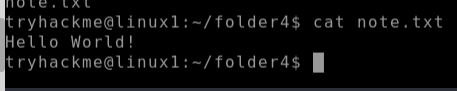 note.txt
tryhackme@linux1:~/folder4$ cat note.txt
Hello World!
tryhackme@linux1:~/folder4$